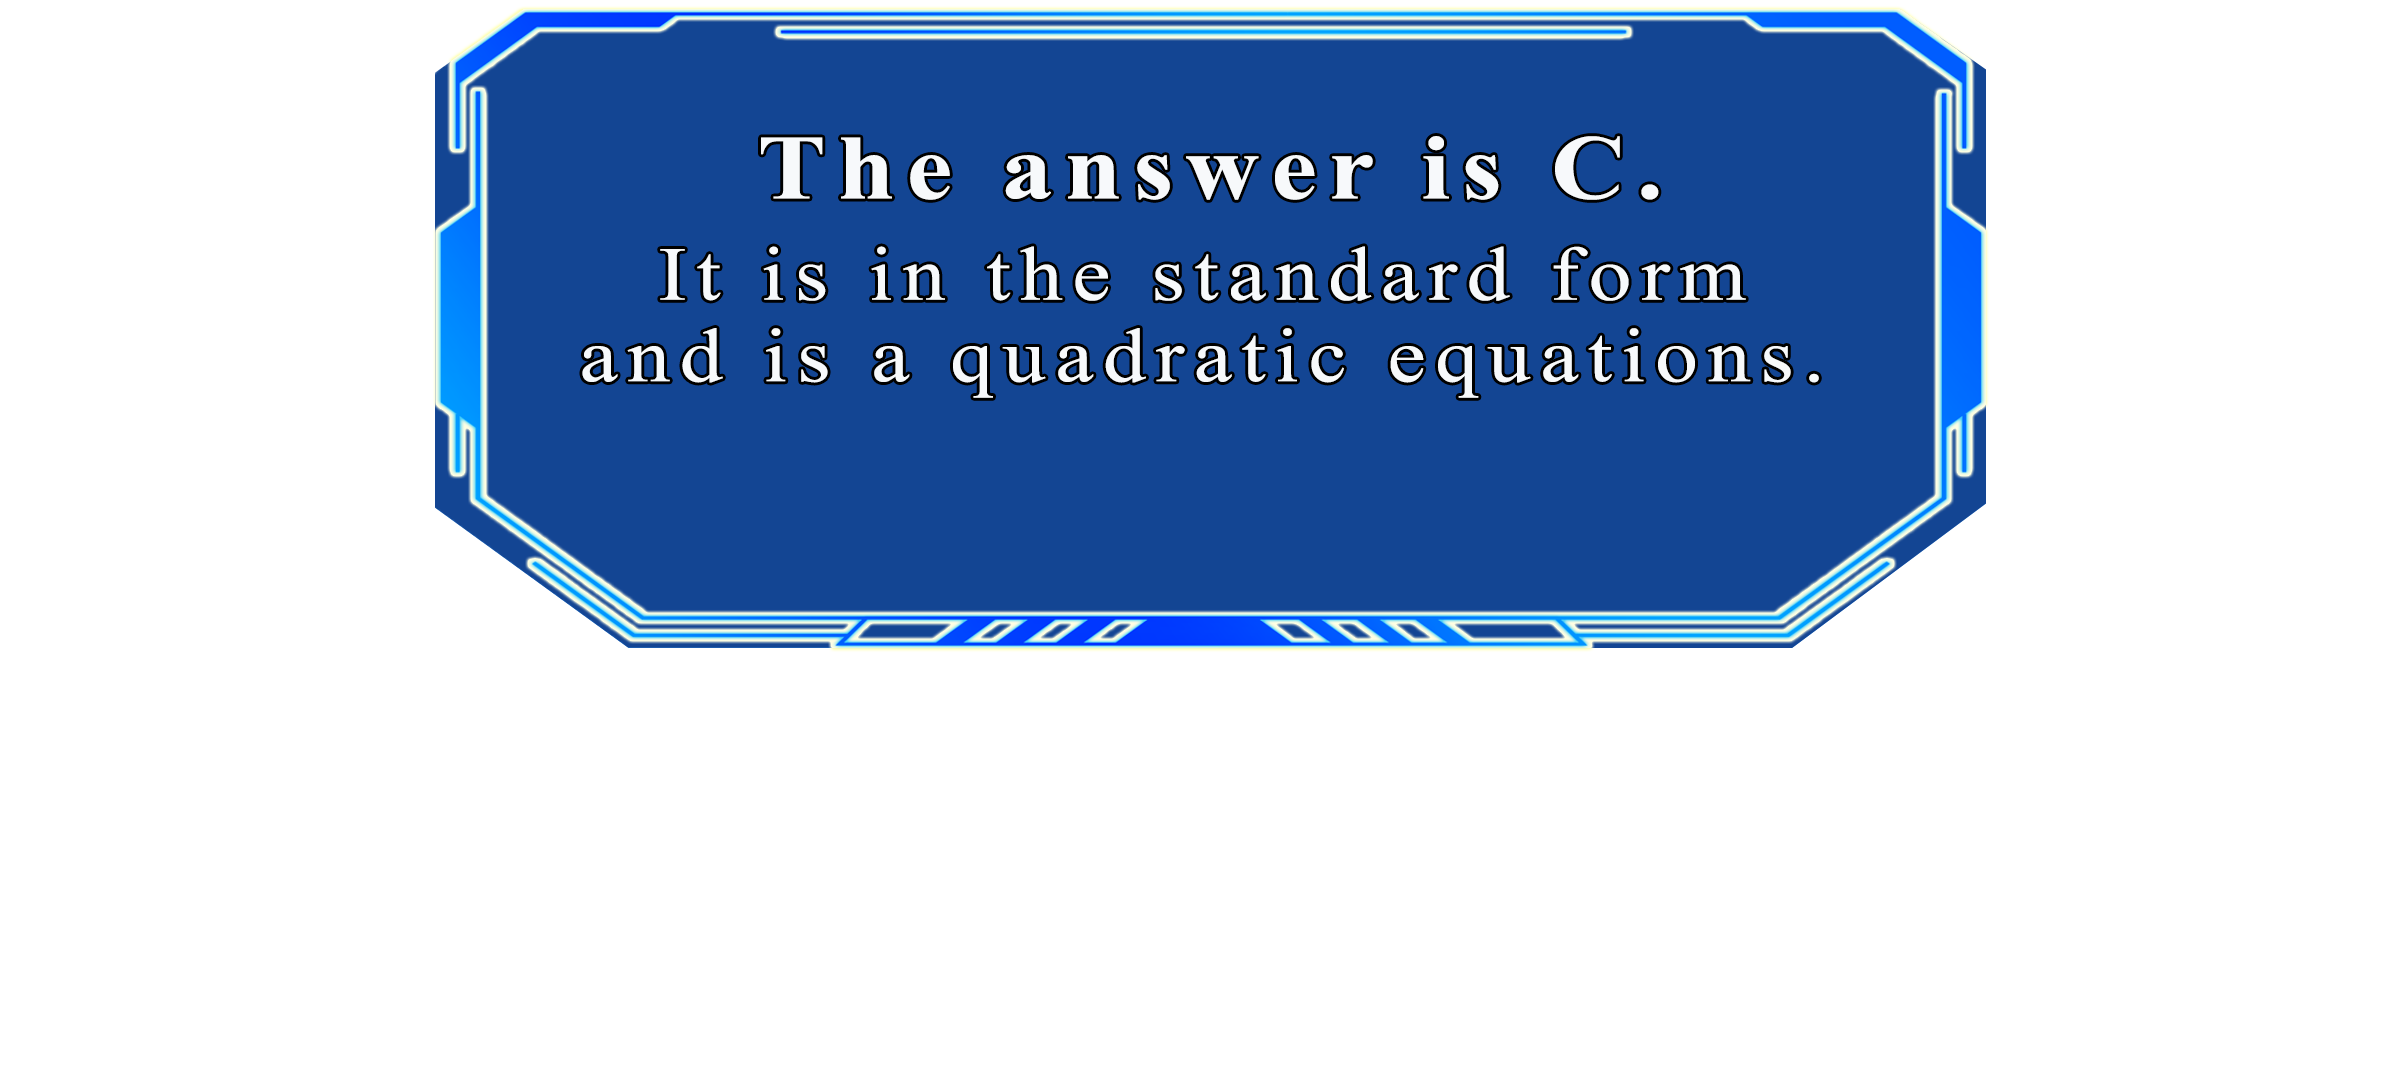 The answer is C.
It is in the standard form
and is a quadratic equations.